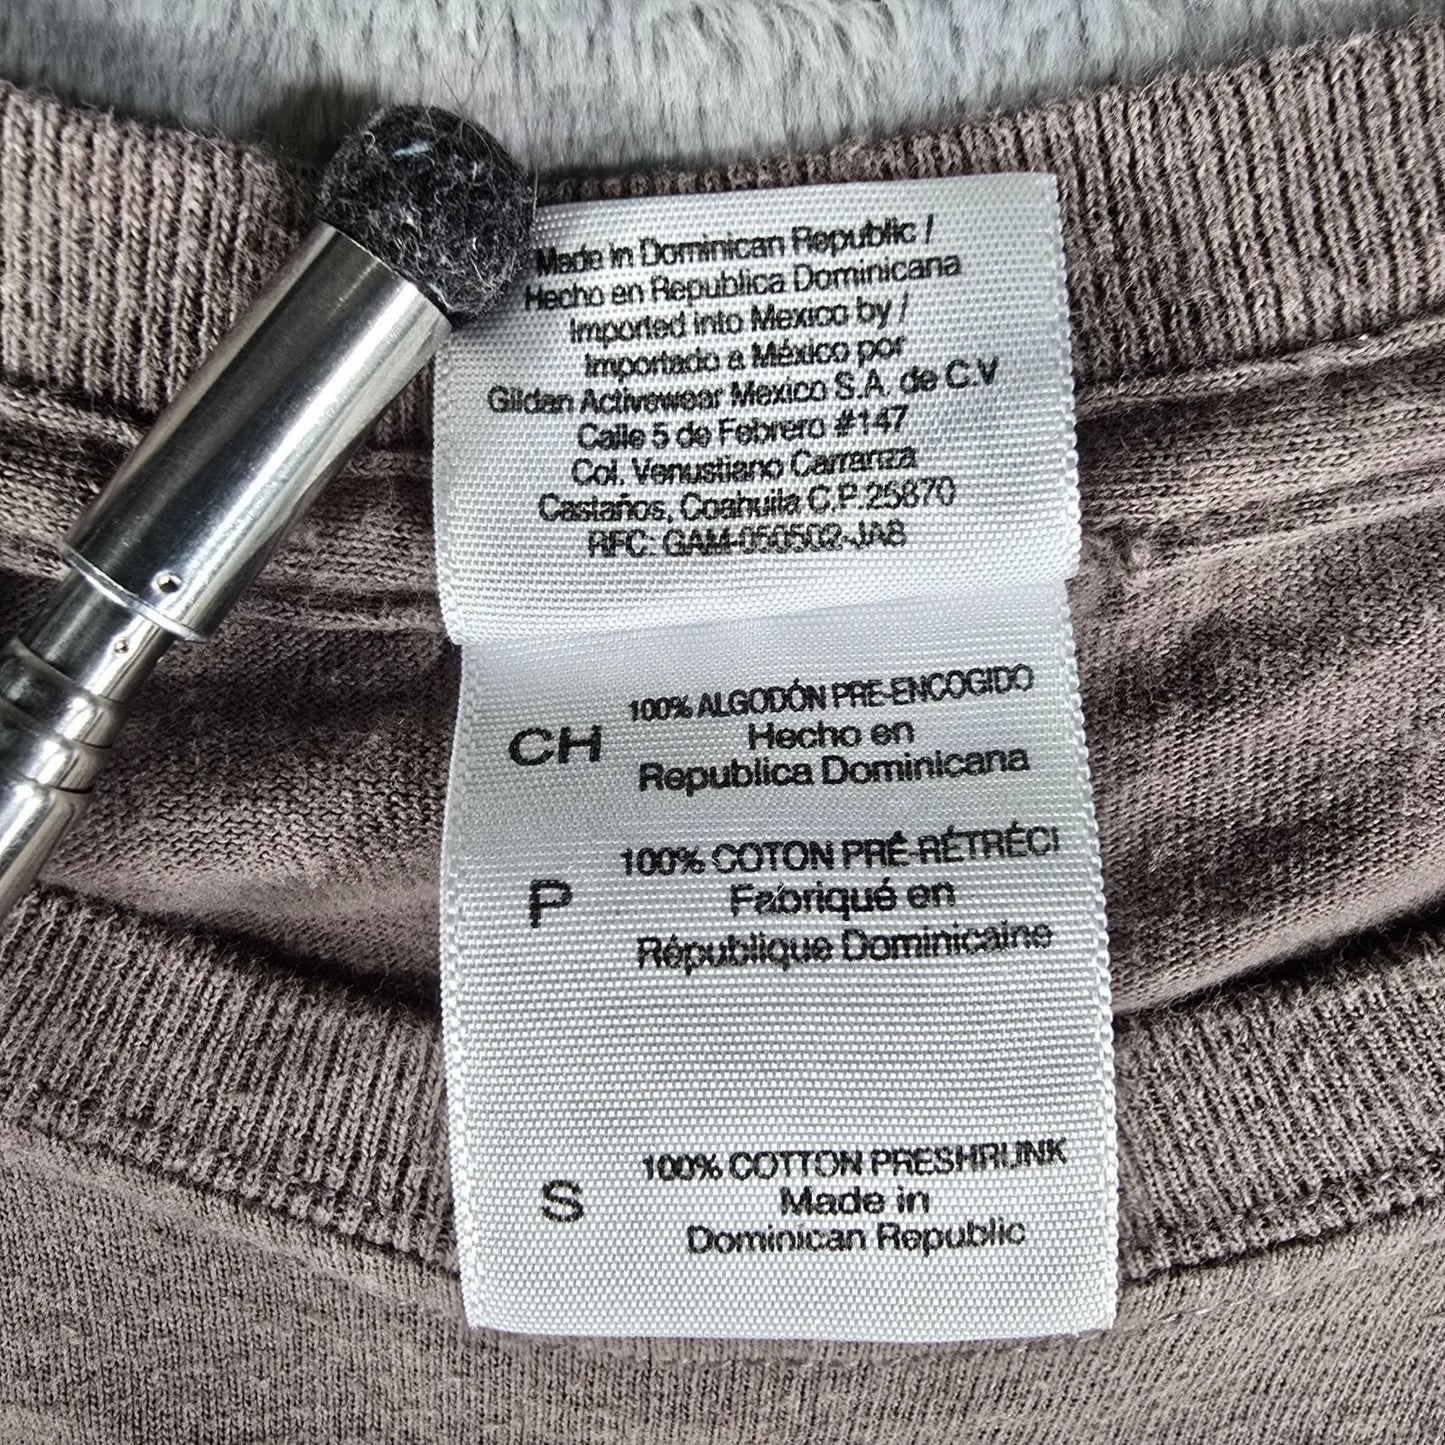 Made in Dominican Republic /
Hecho en Republica Dominicana
Imported into Mexico by /
Importado a México por
Gildan Activewear Mexico S.A. de C.V
Calle 5 de Febrero #147
Col. Venustiano Carranza
Castaños, Coahuila C.P.25870
RFC: GAM-050502-JA8
CH
100% ALGODÓN PRE-ENCOGIDO
Hecho en
Republica Dominicana
P
100% COTON PRÉ-RÉTRÉCI
Fabriqué en
République Dominicaine
S
100% COTTON PRESHRUNK
Made in
Dominican Republic